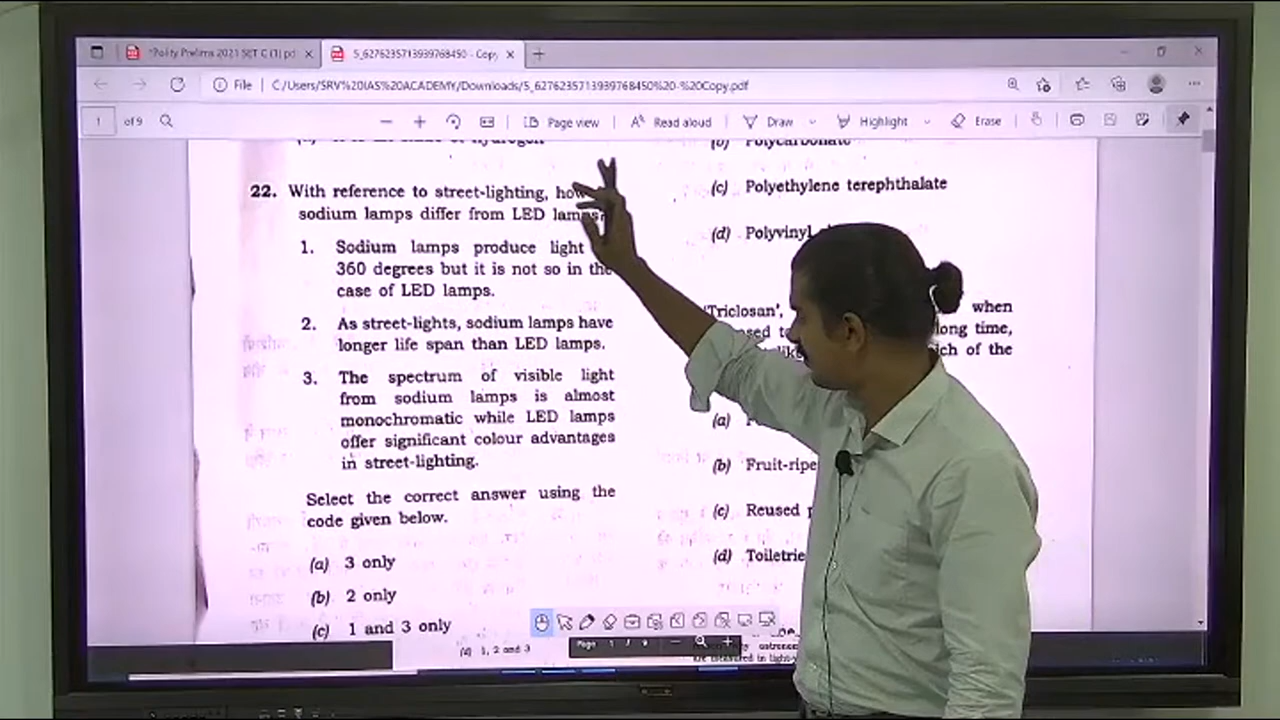 *Polity Prelims 2021 SET C (1) pd
5_6276235713939768450 - Copy
File
C:/Users/SRV%20IAS%20ACADEMY/Downloads/5_6276235713939768450%20-%20Copy.pdf
1 of 9
Page view
Read aloud
Draw
Highlight
Erase
22. With reference to street-lighting, how
sodium lamps differ from LED lamps?
1. Sodium lamps produce light
360 degrees but it is not so in the
case of LED lamps.
2. As street-lights, sodium lamps have
longer life span than LED lamps.
3. The spectrum of visible light
from sodium lamps is almost
monochromatic while LED lamps
offer significant colour advantages
in street-lighting.
Select the correct answer using the
code given below.
(a) 3 only
(b) 2 only
(c) 1 and 3 only
(d) 1, 2 and 3
(b) Polycarbonate
(c) Polyethylene terephthalate
(d) Polyvinyl
'Triclosan', when
long time,
of the
(a)
(b) Fruit-ripe
(c) Reused
(d) Toiletrie
Page 1 / 9